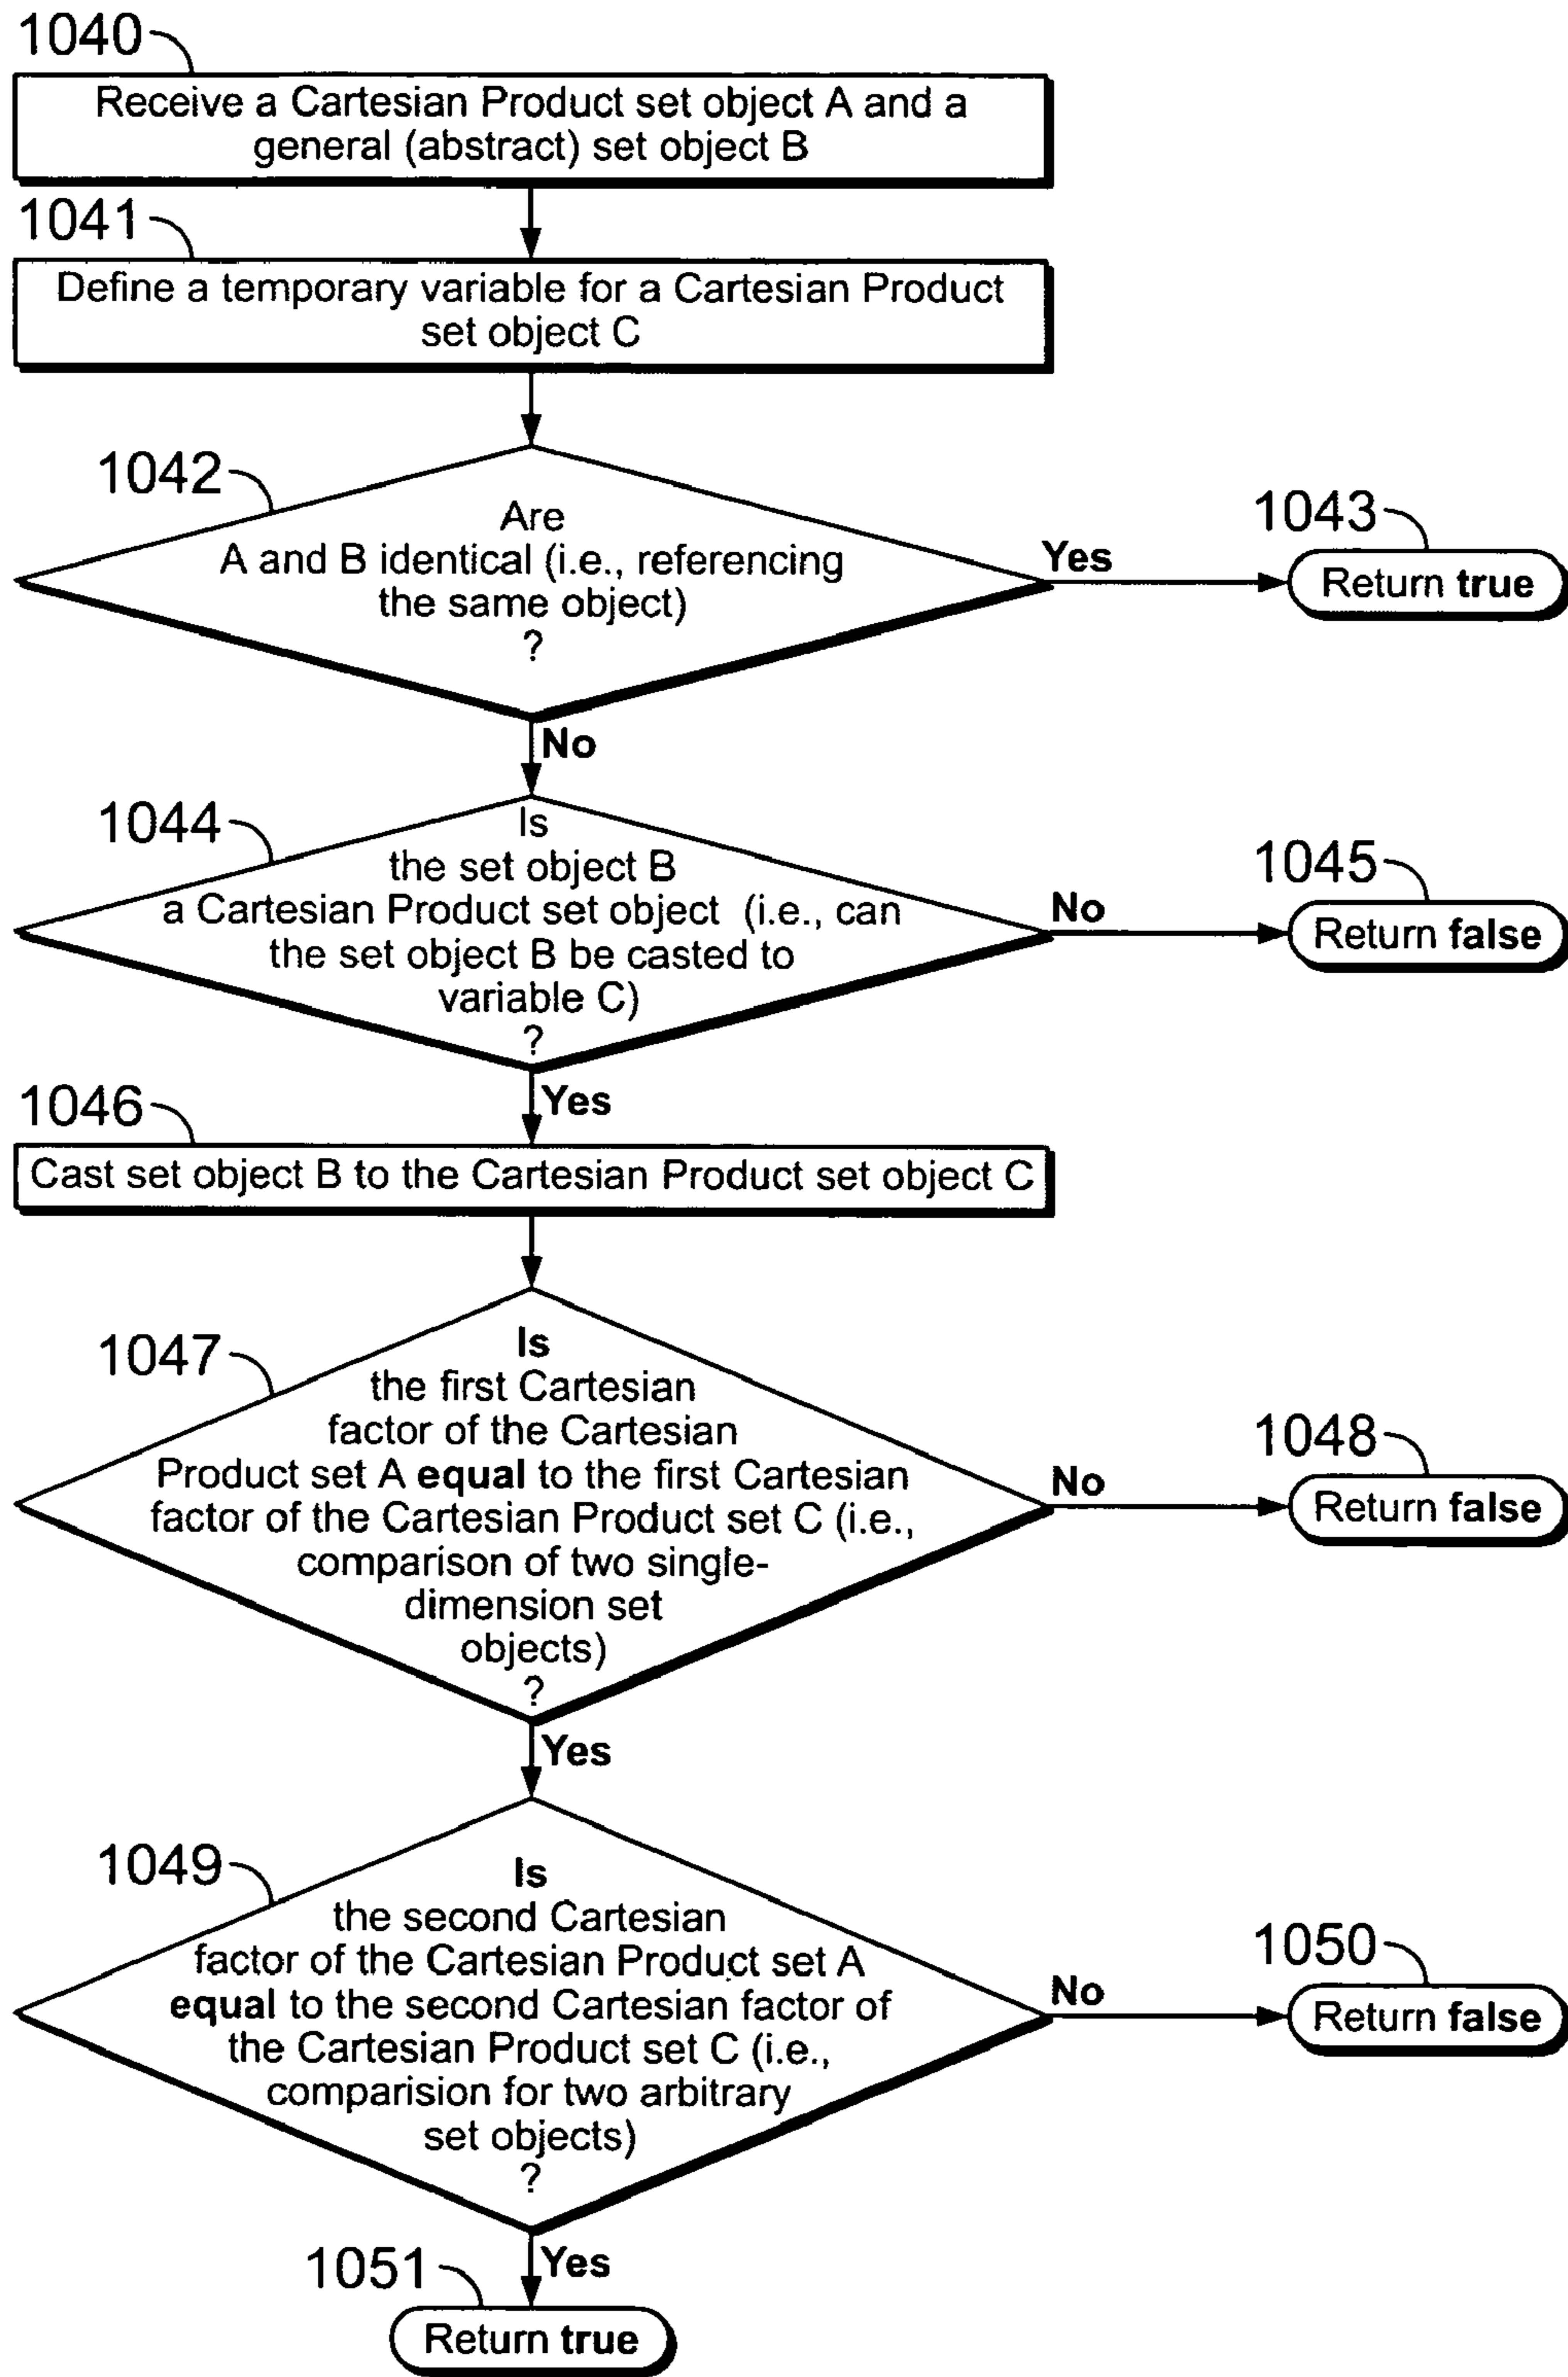 1040
Receive a Cartesian Product set object A and a
general (abstract) set object B
1041
Define a temporary variable for a Cartesian Product
set object C
1042
Are
A and B identical (i.e., referencing
the same object)
?
Yes
1043
Return true
No
1044
Is
the set object B
a Cartesian Product set object (i.e., can
the set object B be casted to
variable C)
?
No
1045
Return false
Yes
1046
Cast set object B to the Cartesian Product set object C
1047
Is
the first Cartesian
factor of the Cartesian
Product set A equal to the first Cartesian
factor of the Cartesian Product set C (i.e.,
comparison of two single-
dimension set
objects)
?
No
1048
Return false
Yes
1049
Is
the second Cartesian
factor of the Cartesian Product set A
equal to the second Cartesian factor of
the Cartesian Product set C (i.e.,
comparision for two arbitrary
set objects)
?
No
1050
Return false
Yes
1051
Return true